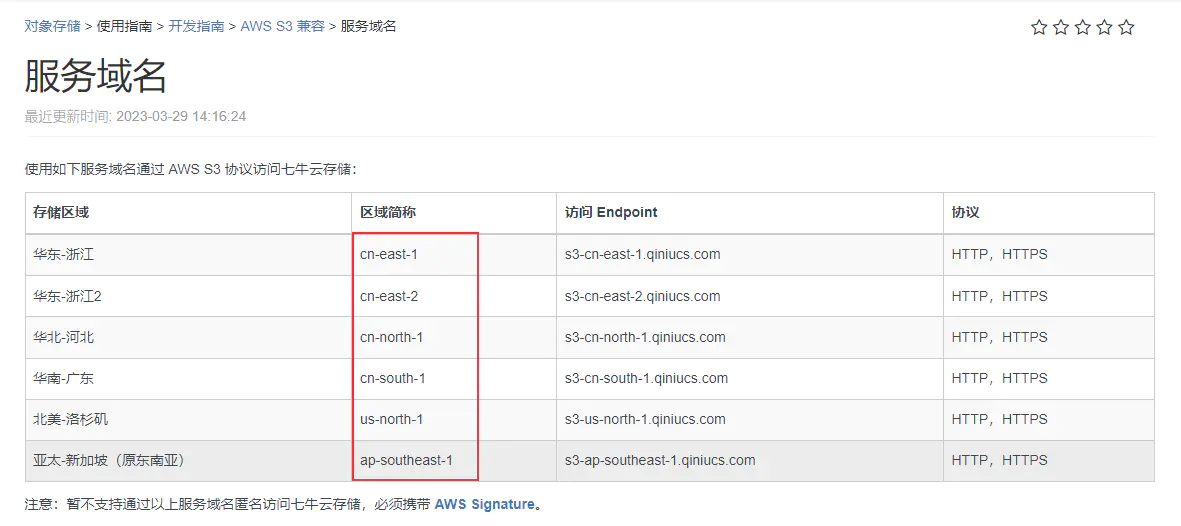 对象存储 > 使用指南 > 开发指南 > AWS S3 兼容 > 服务域名
服务域名
最近更新时间: 2023-03-29 14:16:24
使用如下服务域名通过 AWS S3 协议访问七牛云存储：
存储区域 区域简称 访问 Endpoint 协议
华东-浙江 cn-east-1 s3-cn-east-1.qiniucs.com HTTP，HTTPS
华东-浙江2 cn-east-2 s3-cn-east-2.qiniucs.com HTTP，HTTPS
华北-河北 cn-north-1 s3-cn-north-1.qiniucs.com HTTP，HTTPS
华南-广东 cn-south-1 s3-cn-south-1.qiniucs.com HTTP，HTTPS
北美-洛杉矶 us-north-1 s3-us-north-1.qiniucs.com HTTP，HTTPS
亚太-新加坡（原东南亚） ap-southeast-1 s3-ap-southeast-1.qiniucs.com HTTP，HTTPS
注意：暂不支持通过以上服务域名匿名访问七牛云存储，必须携带 AWS Signature。